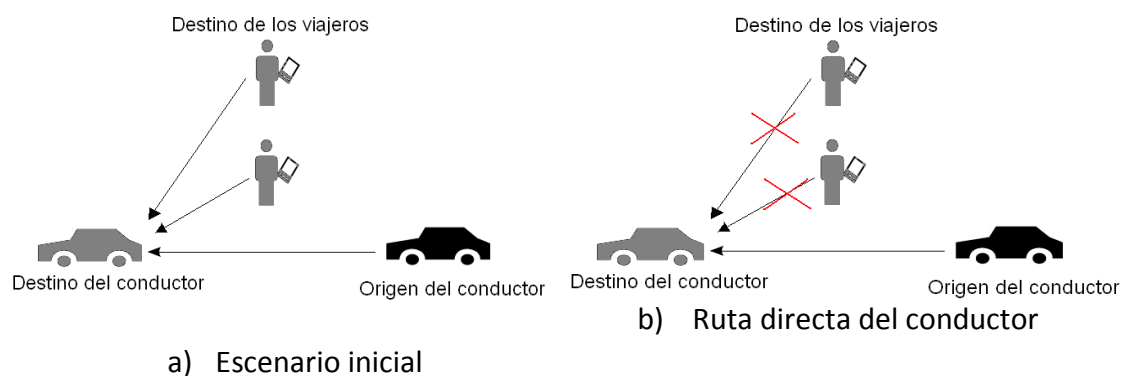 Destino de los viajeros
Destino del conductor
Origen del conductor
a) Escenario inicial
Destino de los viajeros
Destino del conductor
Origen del conductor
b) Ruta directa del conductor